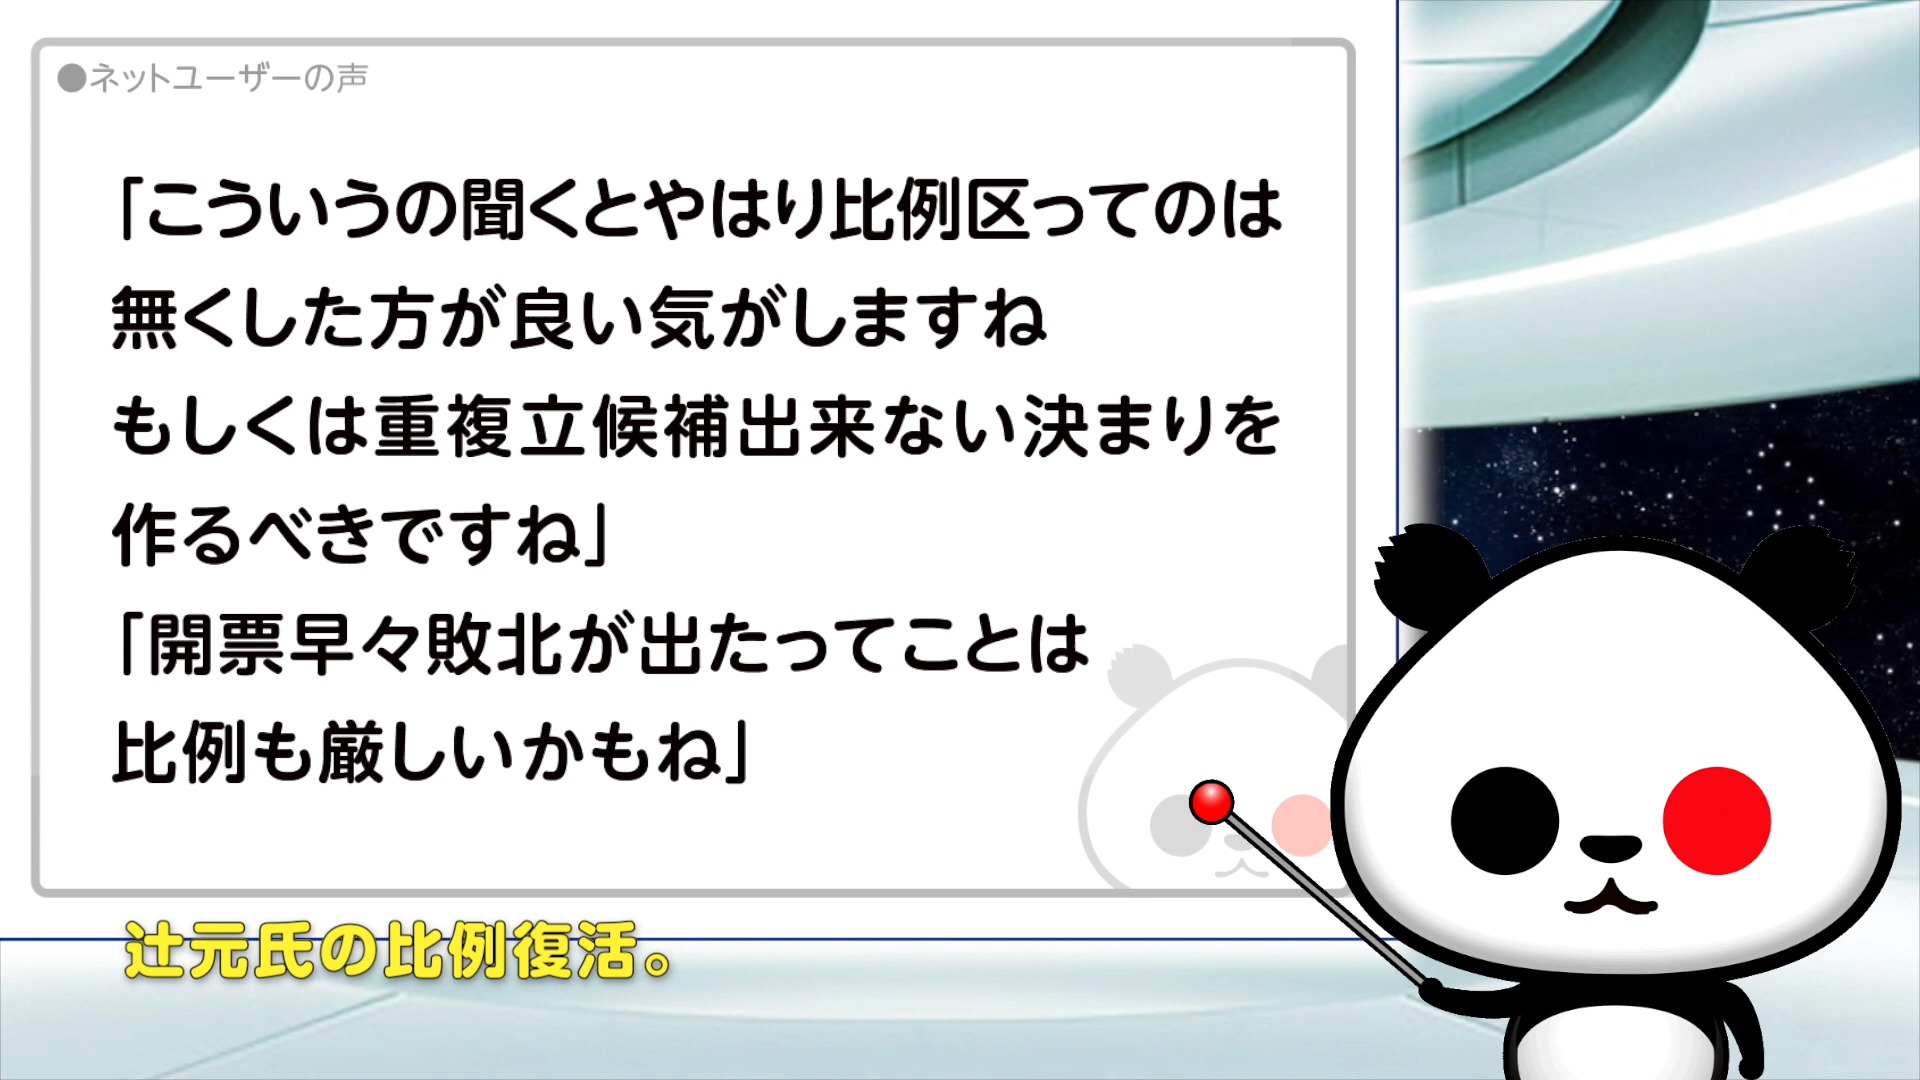 ●ネットユーザーの声
「こういうの聞くとやはり比例区ってのは
無くした方が良い気がしますね
もしくは重複立候補出来ない決まりを
作るべきですね」
「開票早々敗北が出たってことは
比例も厳しいかもね」
辻元氏の比例復活。